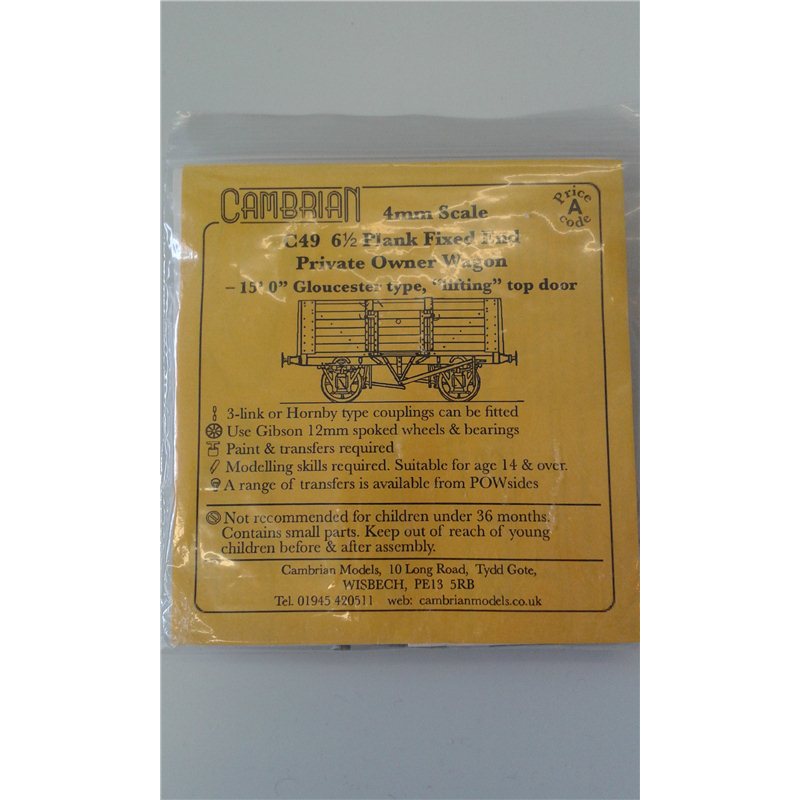 CAMBRIAN
4mm Scale
Price
A
code
C49 6½ Plank Fixed End
Private Owner Wagon
– 15' 0" Gloucester type, "lifting" top door
3-link or Hornby type couplings can be fitted
Use Gibson 12mm spoked wheels & bearings
Paint & transfers required
Modelling skills required. Suitable for age 14 & over.
A range of transfers is available from POWsides
Not recommended for children under 36 months.
Contains small parts. Keep out of reach of young
children before & after assembly.
Cambrian Models, 10 Long Road, Tydd Gote,
WISBECH, PE13 5RB
Tel. 01945 420511 web: cambrianmodels.co.uk